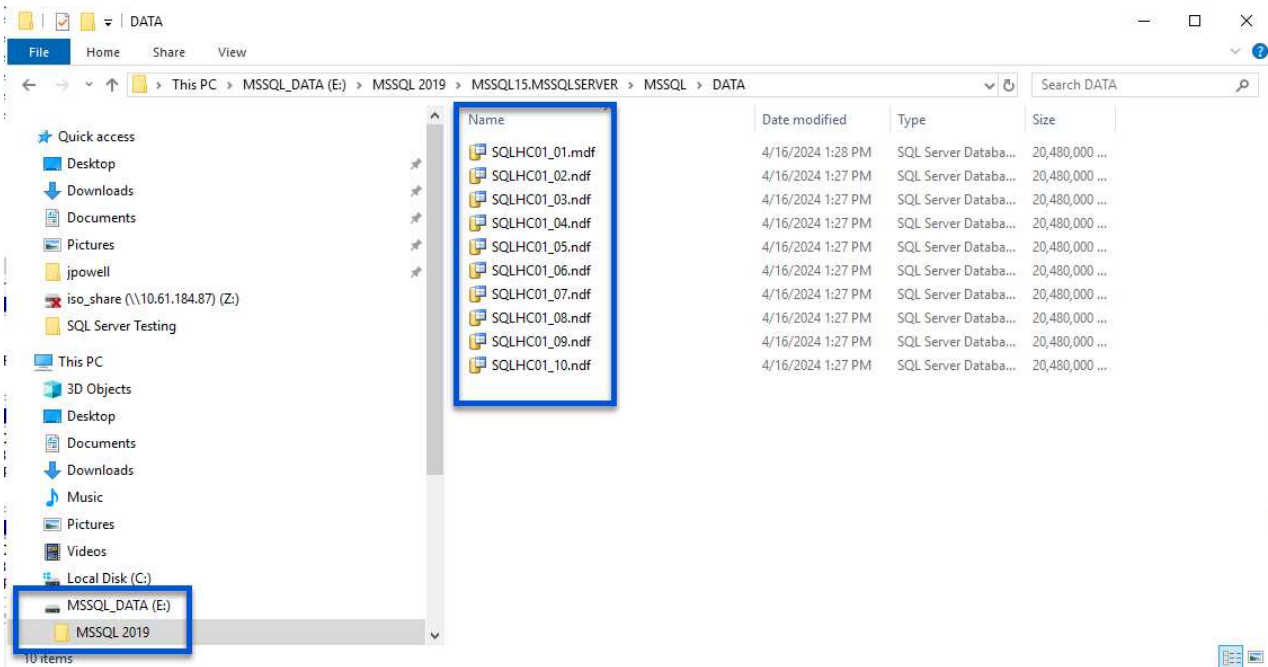 DATA
File Home Share View
This PC > MSSQL_DATA (E:) > MSSQL 2019 > MSSQL15.MSSQLSERVER > MSSQL > DATA Search DATA
Quick access
Desktop
Downloads
Documents
Pictures
jpowell
iso_share (\\10.61.184.87) (Z:)
SQL Server Testing
This PC
3D Objects
Desktop
Documents
Downloads
Music
Pictures
Videos
Local Disk (C:)
MSSQL_DATA (E:)
MSSQL 2019
Name Date modified Type Size
SQLHC01_01.mdf 4/16/2024 1:28 PM SQL Server Databa... 20,480,000 ...
SQLHC01_02.ndf 4/16/2024 1:27 PM SQL Server Databa... 20,480,000 ...
SQLHC01_03.ndf 4/16/2024 1:27 PM SQL Server Databa... 20,480,000 ...
SQLHC01_04.ndf 4/16/2024 1:27 PM SQL Server Databa... 20,480,000 ...
SQLHC01_05.ndf 4/16/2024 1:27 PM SQL Server Databa... 20,480,000 ...
SQLHC01_06.ndf 4/16/2024 1:27 PM SQL Server Databa... 20,480,000 ...
SQLHC01_07.ndf 4/16/2024 1:27 PM SQL Server Databa... 20,480,000 ...
SQLHC01_08.ndf 4/16/2024 1:27 PM SQL Server Databa... 20,480,000 ...
SQLHC01_09.ndf 4/16/2024 1:27 PM SQL Server Databa... 20,480,000 ...
SQLHC01_10.ndf 4/16/2024 1:27 PM SQL Server Databa... 20,480,000 ...
10 items